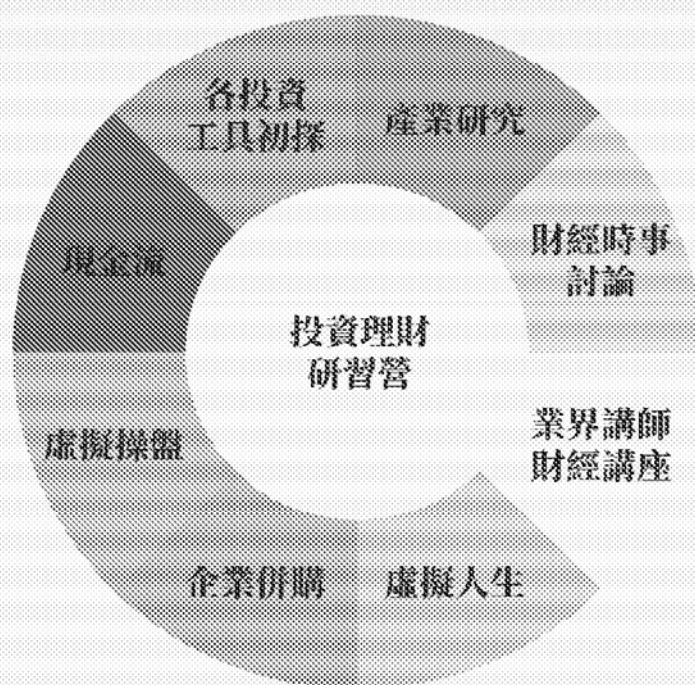 各投資
工具初探
產業研究
財經時事
討論
業界講師
財經講座
虛擬人生
企業併購
虛擬操盤
現金流
投資理財
研習營